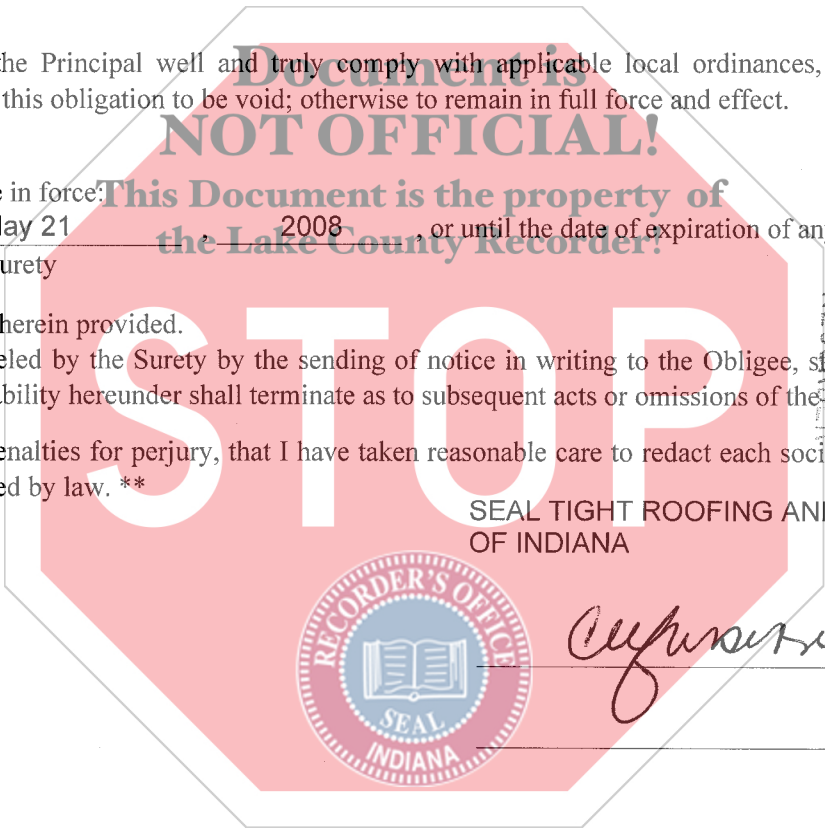 Document is
the Principal well and truly comply with applicable local ordinances,
this obligation to be void; otherwise to remain in full force and effect.
NOT OFFICIAL!
e in force:
This Document is the property of
lay 21 , 2008 , or until the date of expiration of any
the Lake County Recorder!
urety
herein provided.
eled by the Surety by the sending of notice in writing to the Obligee,
bility hereunder shall terminate as to subsequent acts or omissions of the
STOP
enalties for perjury, that I have taken reasonable care to redact each soci
ed by law. **
SEAL TIGHT ROOFING AN
OF INDIANA
RECORDER'S OFFICE
SEAL
INDIANA